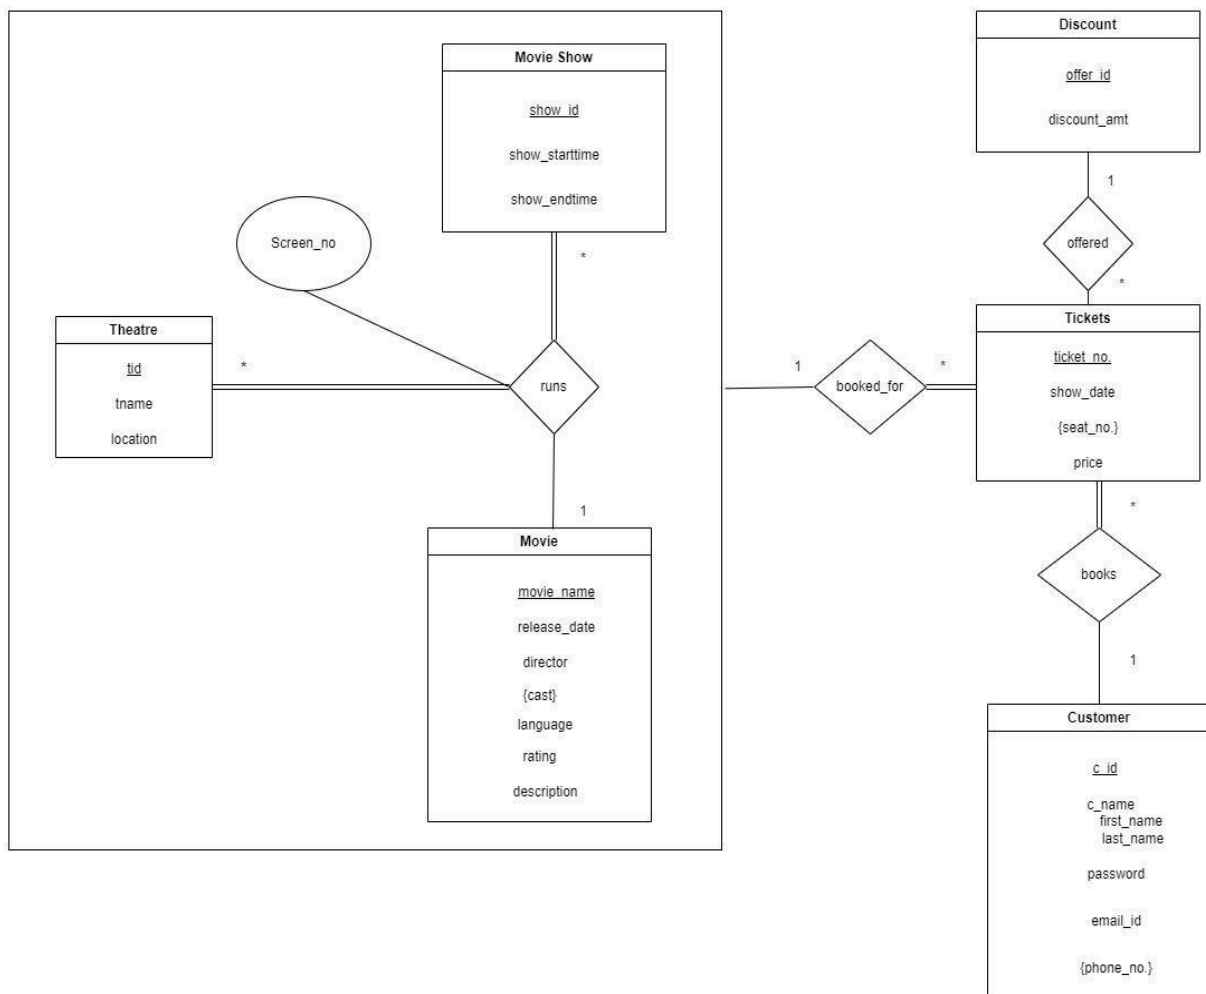 Movie Show
show_id
show_starttime
show_endtime
*
Screen_no
Theatre
tid
tname
location
*
runs
1
Movie
movie_name
release_date
director
{cast}
language
rating
description
1
booked_for
*
Discount
offer_id
discount_amt
1
offered
*
Tickets
ticket_no.
show_date
{seat_no.}
price
*
books
1
Customer
c_id
c_name
first_name
last_name
password
email_id
{phone_no.}